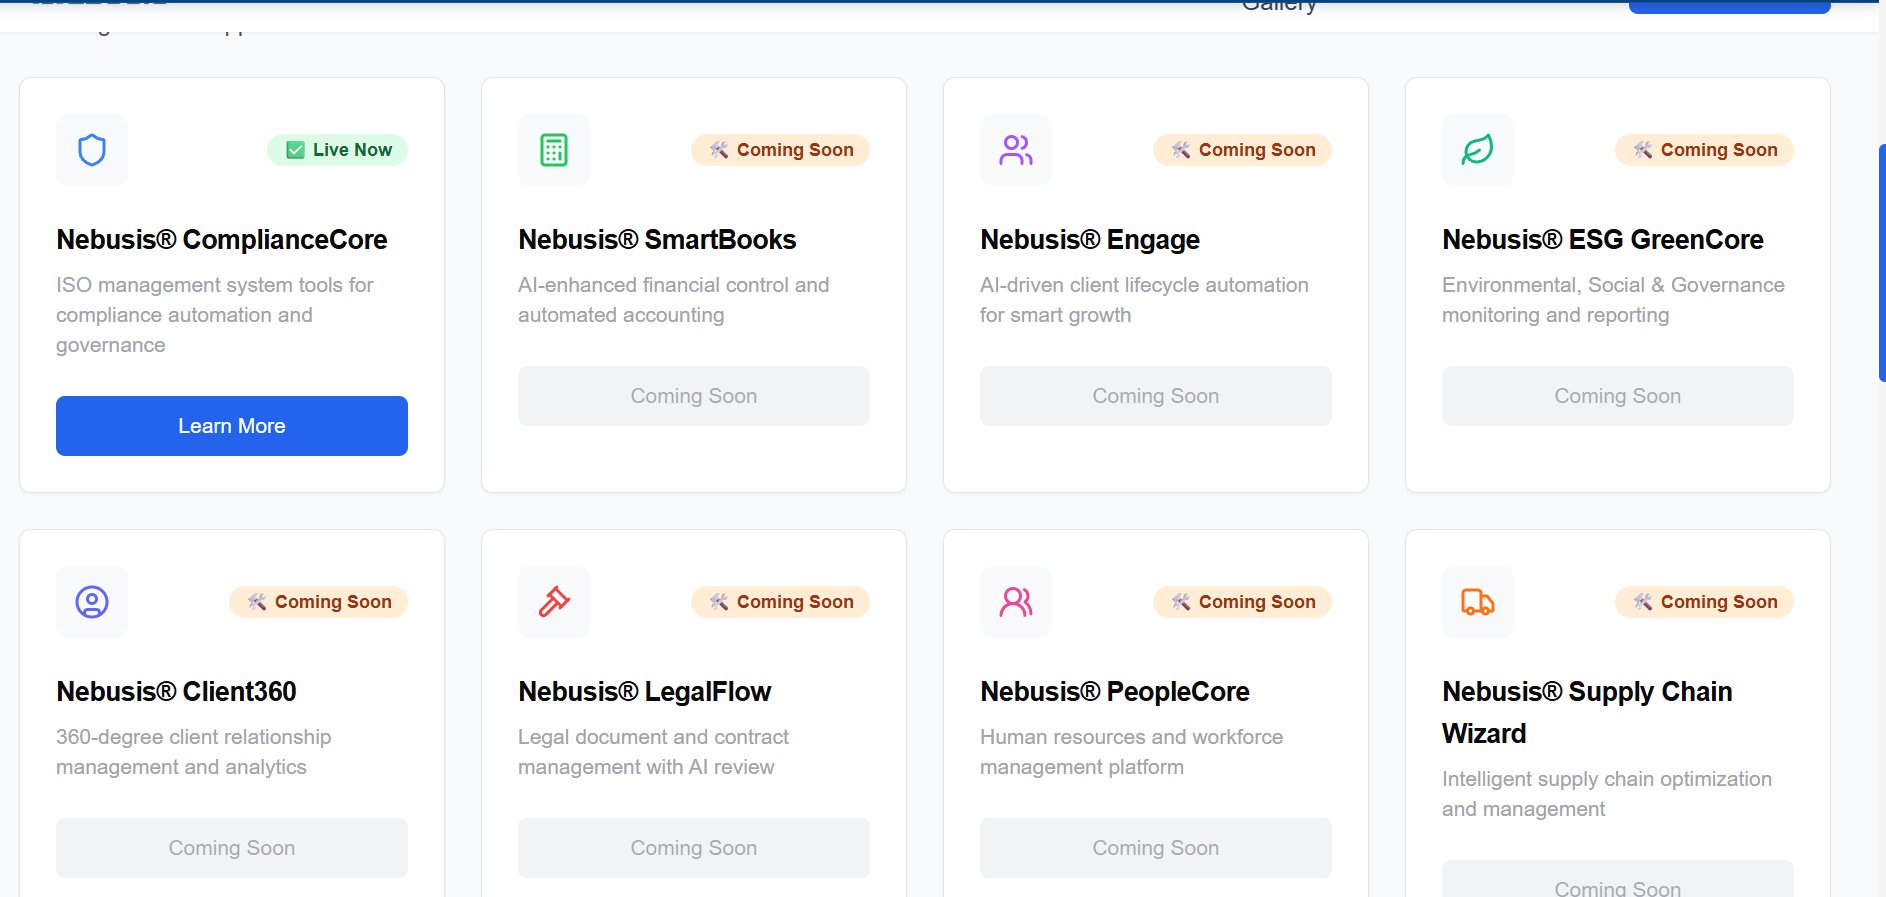 Gallery
Live Now
Nebusis® ComplianceCore
ISO management system tools for
compliance automation and
governance
Learn More
Coming Soon
Nebusis® SmartBooks
AI-enhanced financial control and
automated accounting
Coming Soon
Coming Soon
Nebusis® Engage
AI-driven client lifecycle automation
for smart growth
Coming Soon
Coming Soon
Nebusis® ESG GreenCore
Environmental, Social & Governance
monitoring and reporting
Coming Soon
Coming Soon
Nebusis® Client360
360-degree client relationship
management and analytics
Coming Soon
Coming Soon
Nebusis® LegalFlow
Legal document and contract
management with AI review
Coming Soon
Coming Soon
Nebusis® PeopleCore
Human resources and workforce
management platform
Coming Soon
Coming Soon
Nebusis® Supply Chain
Wizard
Intelligent supply chain optimization
and management
Coming Soon